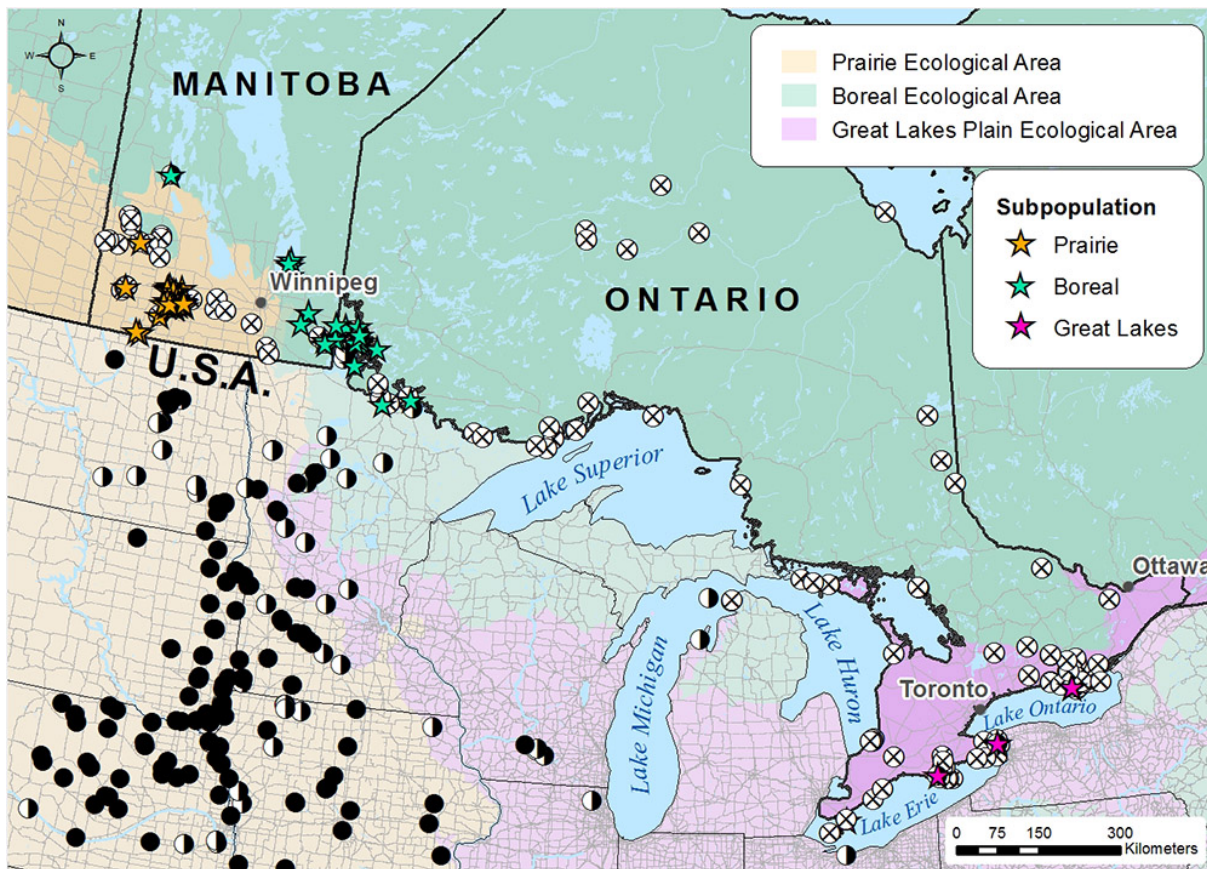 N
W E
S
MANITOBA
Prairie Ecological Area
Boreal Ecological Area
Great Lakes Plain Ecological Area
Subpopulation
Prairie
Boreal
Great Lakes
Winnipeg
ONTARIO
U.S.A.
Lake Superior
Ottawa
Lake Michigan
Lake Huron
Toronto
Lake Ontario
Lake Erie
0 75 150 300
Kilometers